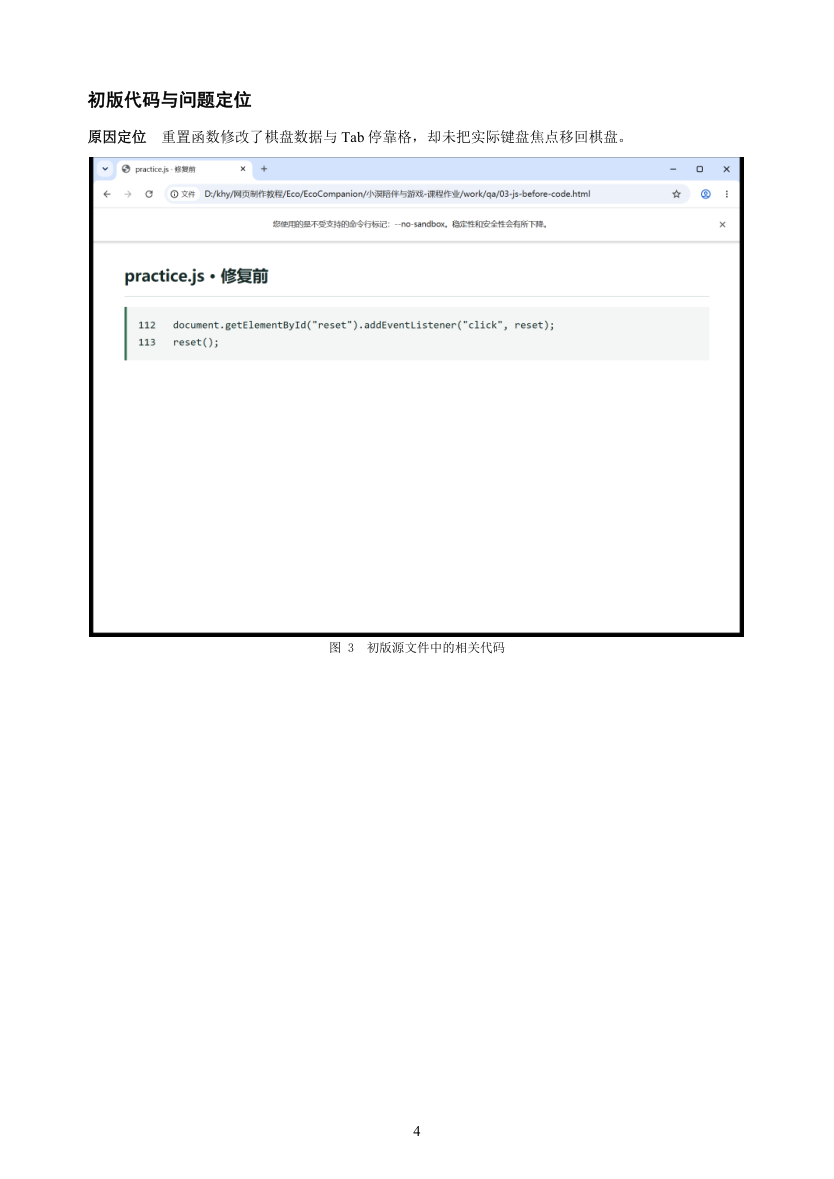 初版代码与问题定位
原因定位 重置函数修改了棋盘数据与 Tab 停靠格，却未把实际键盘焦点移回棋盘。
practice.js · 修复前
文件 D:/khy/网页制作教程/Eco/EcoCompanion/小漠陪伴与游戏-课程作业/work/qa/03-js-before-code.html
您使用的是不受支持的命令行标记：--no-sandbox。稳定性和安全性会有所下降。
practice.js · 修复前
112 document.getElementById("reset").addEventListener("click", reset);
113 reset();
图 3 初版源文件中的相关代码
4